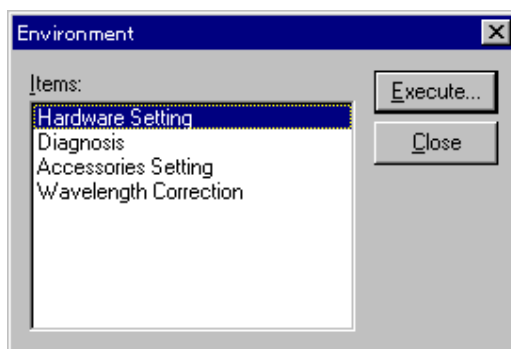 Environment
Items:
Execute...
Hardware Setting
Diagnosis
Close
Accessories Setting
Wavelength Correction